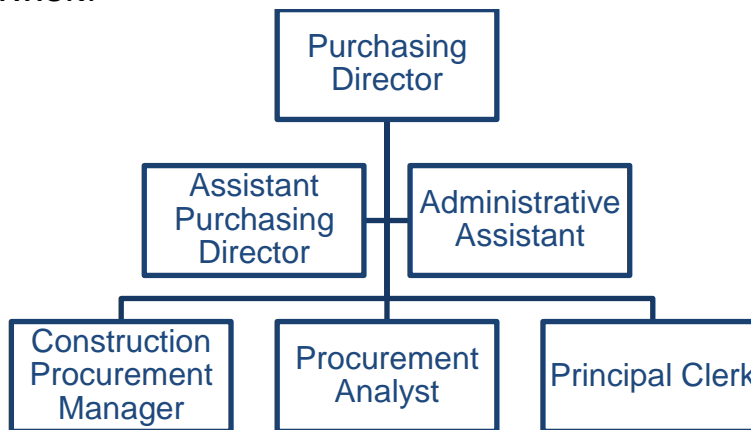 Purchasing
Director
Assistant
Purchasing
Director
Administrative
Assistant
Construction
Procurement
Manager
Procurement
Analyst
Principal Clerk